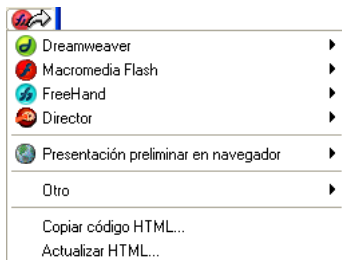 Dreamweaver
Macromedia Flash
FreeHand
Director
Presentación preliminar en navegador
Otro
Copiar código HTML...
Actualizar HTML...